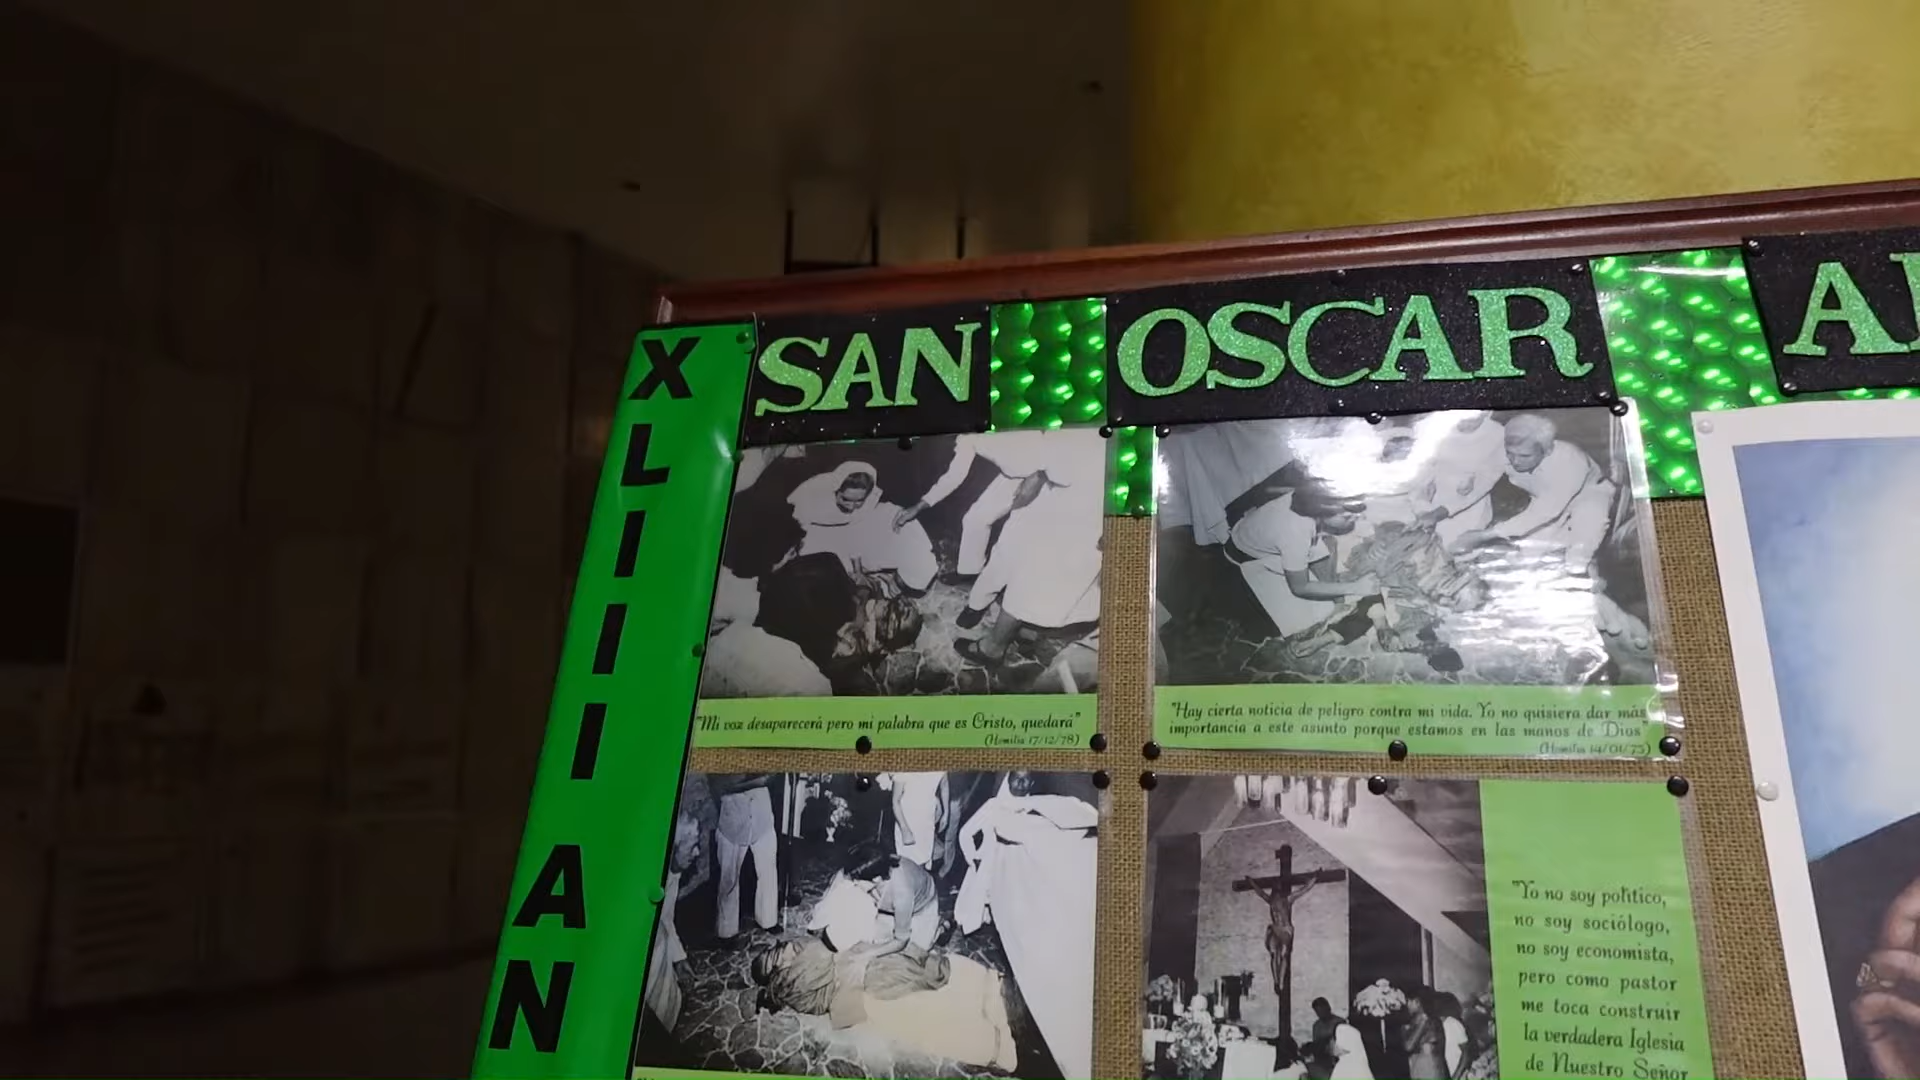 SAN OSCAR
XLIII AN
"Mi voz desaparecerá pero mi palabra que es Cristo, quedará"
(Homilía 17/12/78)
"Hay cierta noticia de peligro contra mi vida. Yo no quisiera dar más
importancia a este asunto porque estamos en las manos de Dios"
"Yo no soy político,
no soy sociólogo,
no soy economista,
pero como pastor
me toca construir
la verdadera Iglesia
de Nuestro Señor